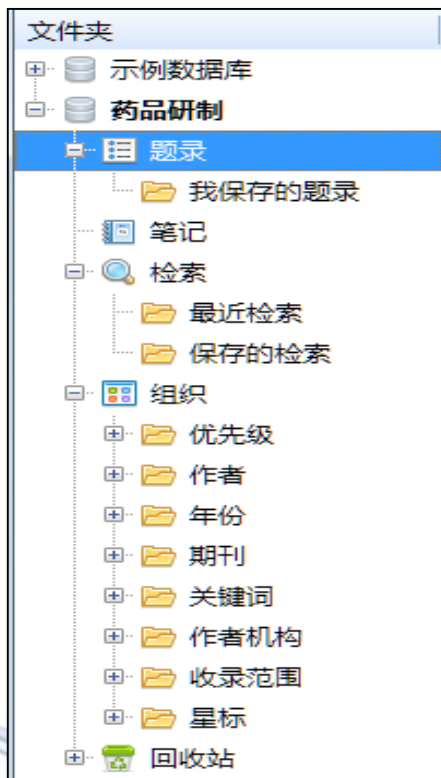 文件夹
示例数据库
药品研制
题录
我保存的题录
笔记
检索
最近检索
保存的检索
组织
优先级
作者
年份
期刊
关键词
作者机构
收录范围
星标
回收站